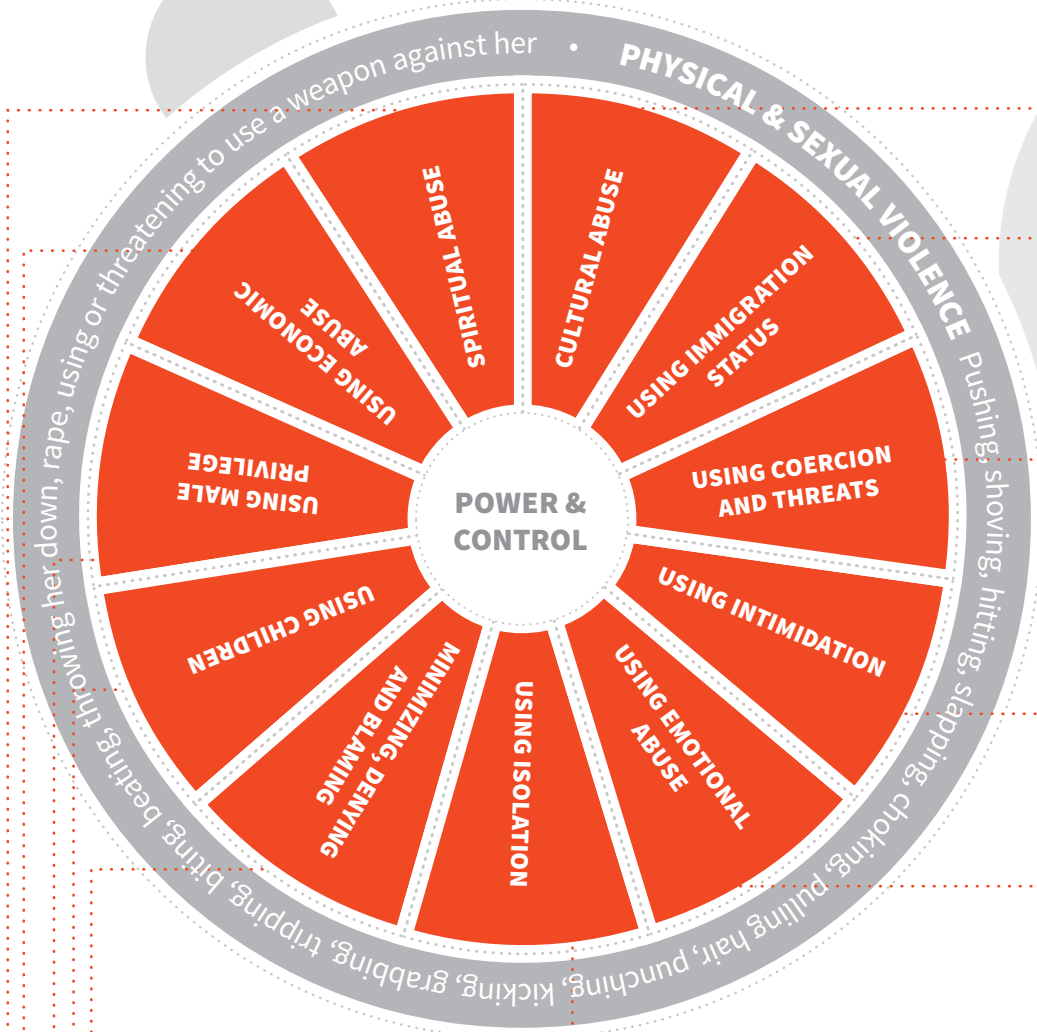 PHYSICAL & SEXUAL VIOLENCE Pushing, shoving, hitting, slapping, choking, pulling hair, punching, kicking, grabbing, tripping, biting, beating, throwing her down, rape, using or threatening to use a weapon against her •
POWER &
CONTROL
CULTURAL ABUSE
USING IMMIGRATION
STATUS
USING COERCION
AND THREATS
USING INTIMIDATION
USING EMOTIONAL
ABUSE
USING ISOLATION
MINIMIZING, DENYING
AND BLAMING
USING CHILDREN
USING MALE
PRIVILEGE
USING ECONOMIC
ABUSE
SPIRITUAL ABUSE